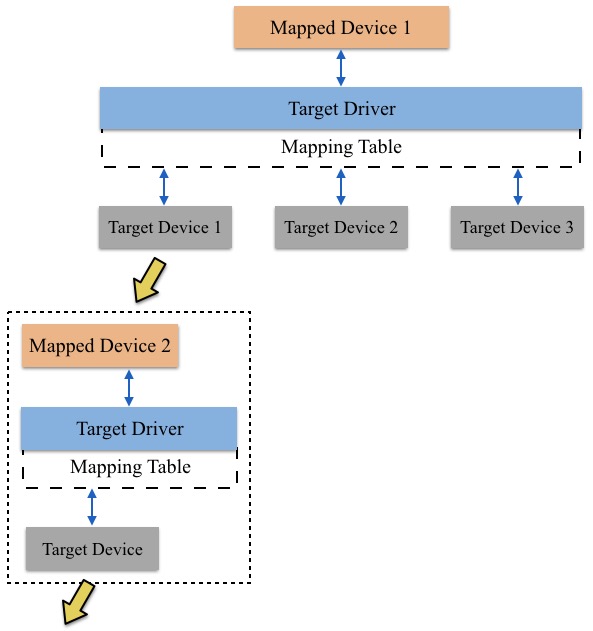 Mapped Device 1
Target Driver
Mapping Table
Target Device 1
Target Device 2
Target Device 3
Mapped Device 2
Target Driver
Mapping Table
Target Device